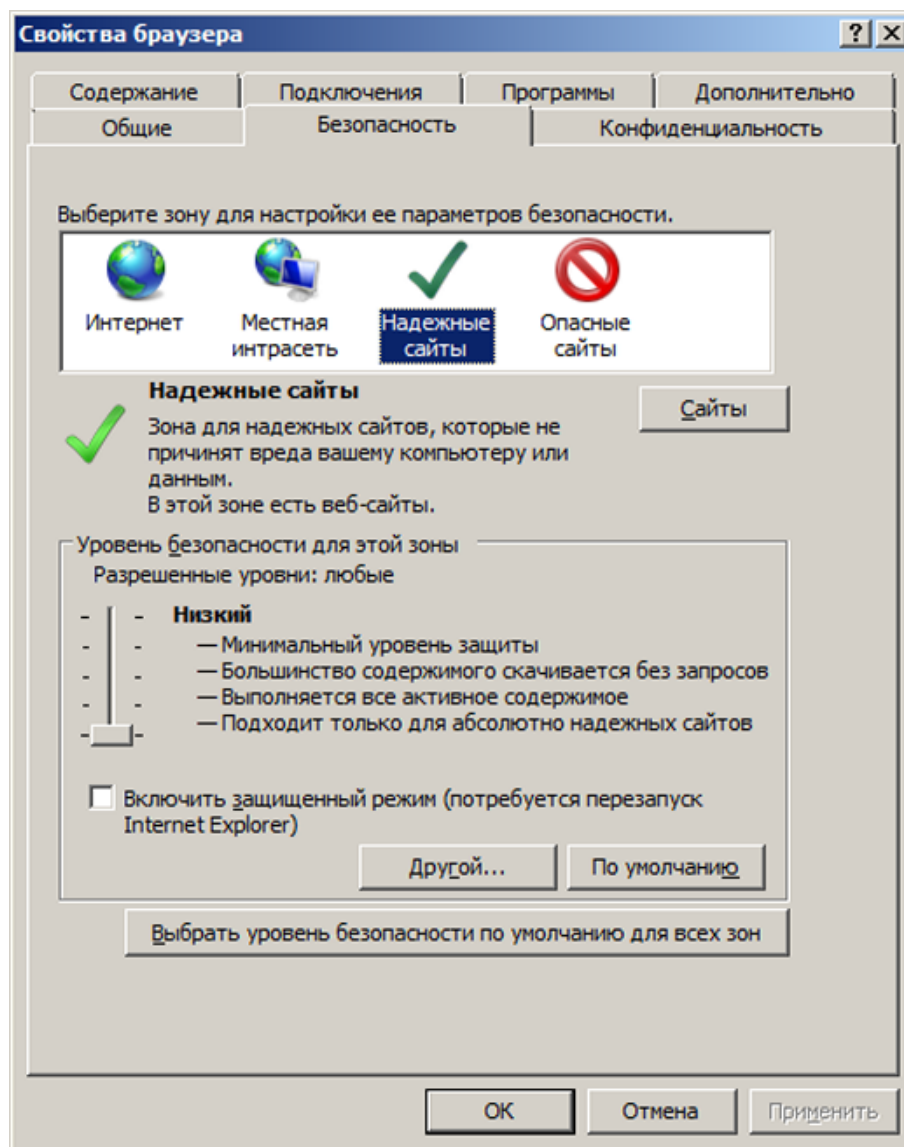 Свойства браузера
Содержание Подключения Программы Дополнительно
Общие Безопасность Конфиденциальность
Выберите зону для настройки ее параметров безопасности.
Интернет
Местная интрасеть
Надежные сайты
Опасные сайты
Надежные сайты
Сайты
Зона для надежных сайтов, которые не
причинят вреда вашему компьютеру или
данным.
В этой зоне есть веб-сайты.
Уровень безопасности для этой зоны
Разрешенные уровни: любые
Низкий
— Минимальный уровень защиты
— Большинство содержимого скачивается без запросов
— Выполняется все активное содержимое
— Подходит только для абсолютно надежных сайтов
Включить защищенный режим (потребуется перезапуск
Internet Explorer)
Другой... По умолчанию
Выбрать уровень безопасности по умолчанию для всех зон
ОК Отмена Применить